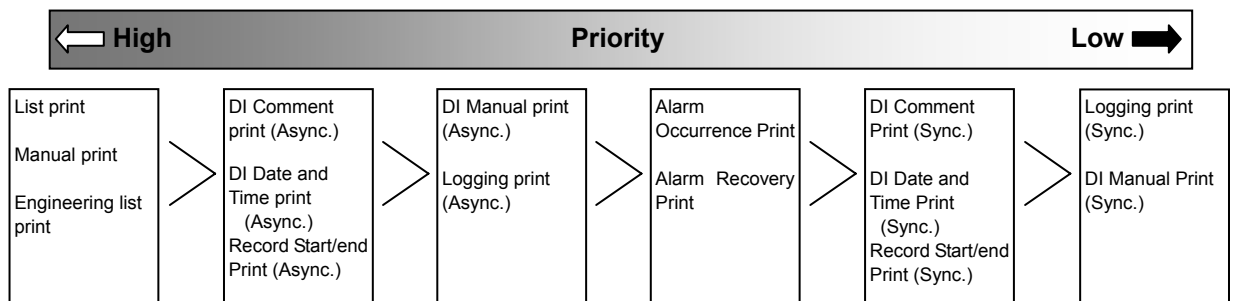 High Priority Low
List print
Manual print
Engineering list
print
DI Comment
print (Async.)
DI Date and
Time print
(Async.)
Record Start/end
Print (Async.)
DI Manual print
(Async.)
Logging print
(Async.)
Alarm
Occurrence Print
Alarm Recovery
Print
DI Comment
Print (Sync.)
DI Date and
Time Print
(Sync.)
Record Start/end
Print (Sync.)
Logging print
(Sync.)
DI Manual Print
(Sync.)